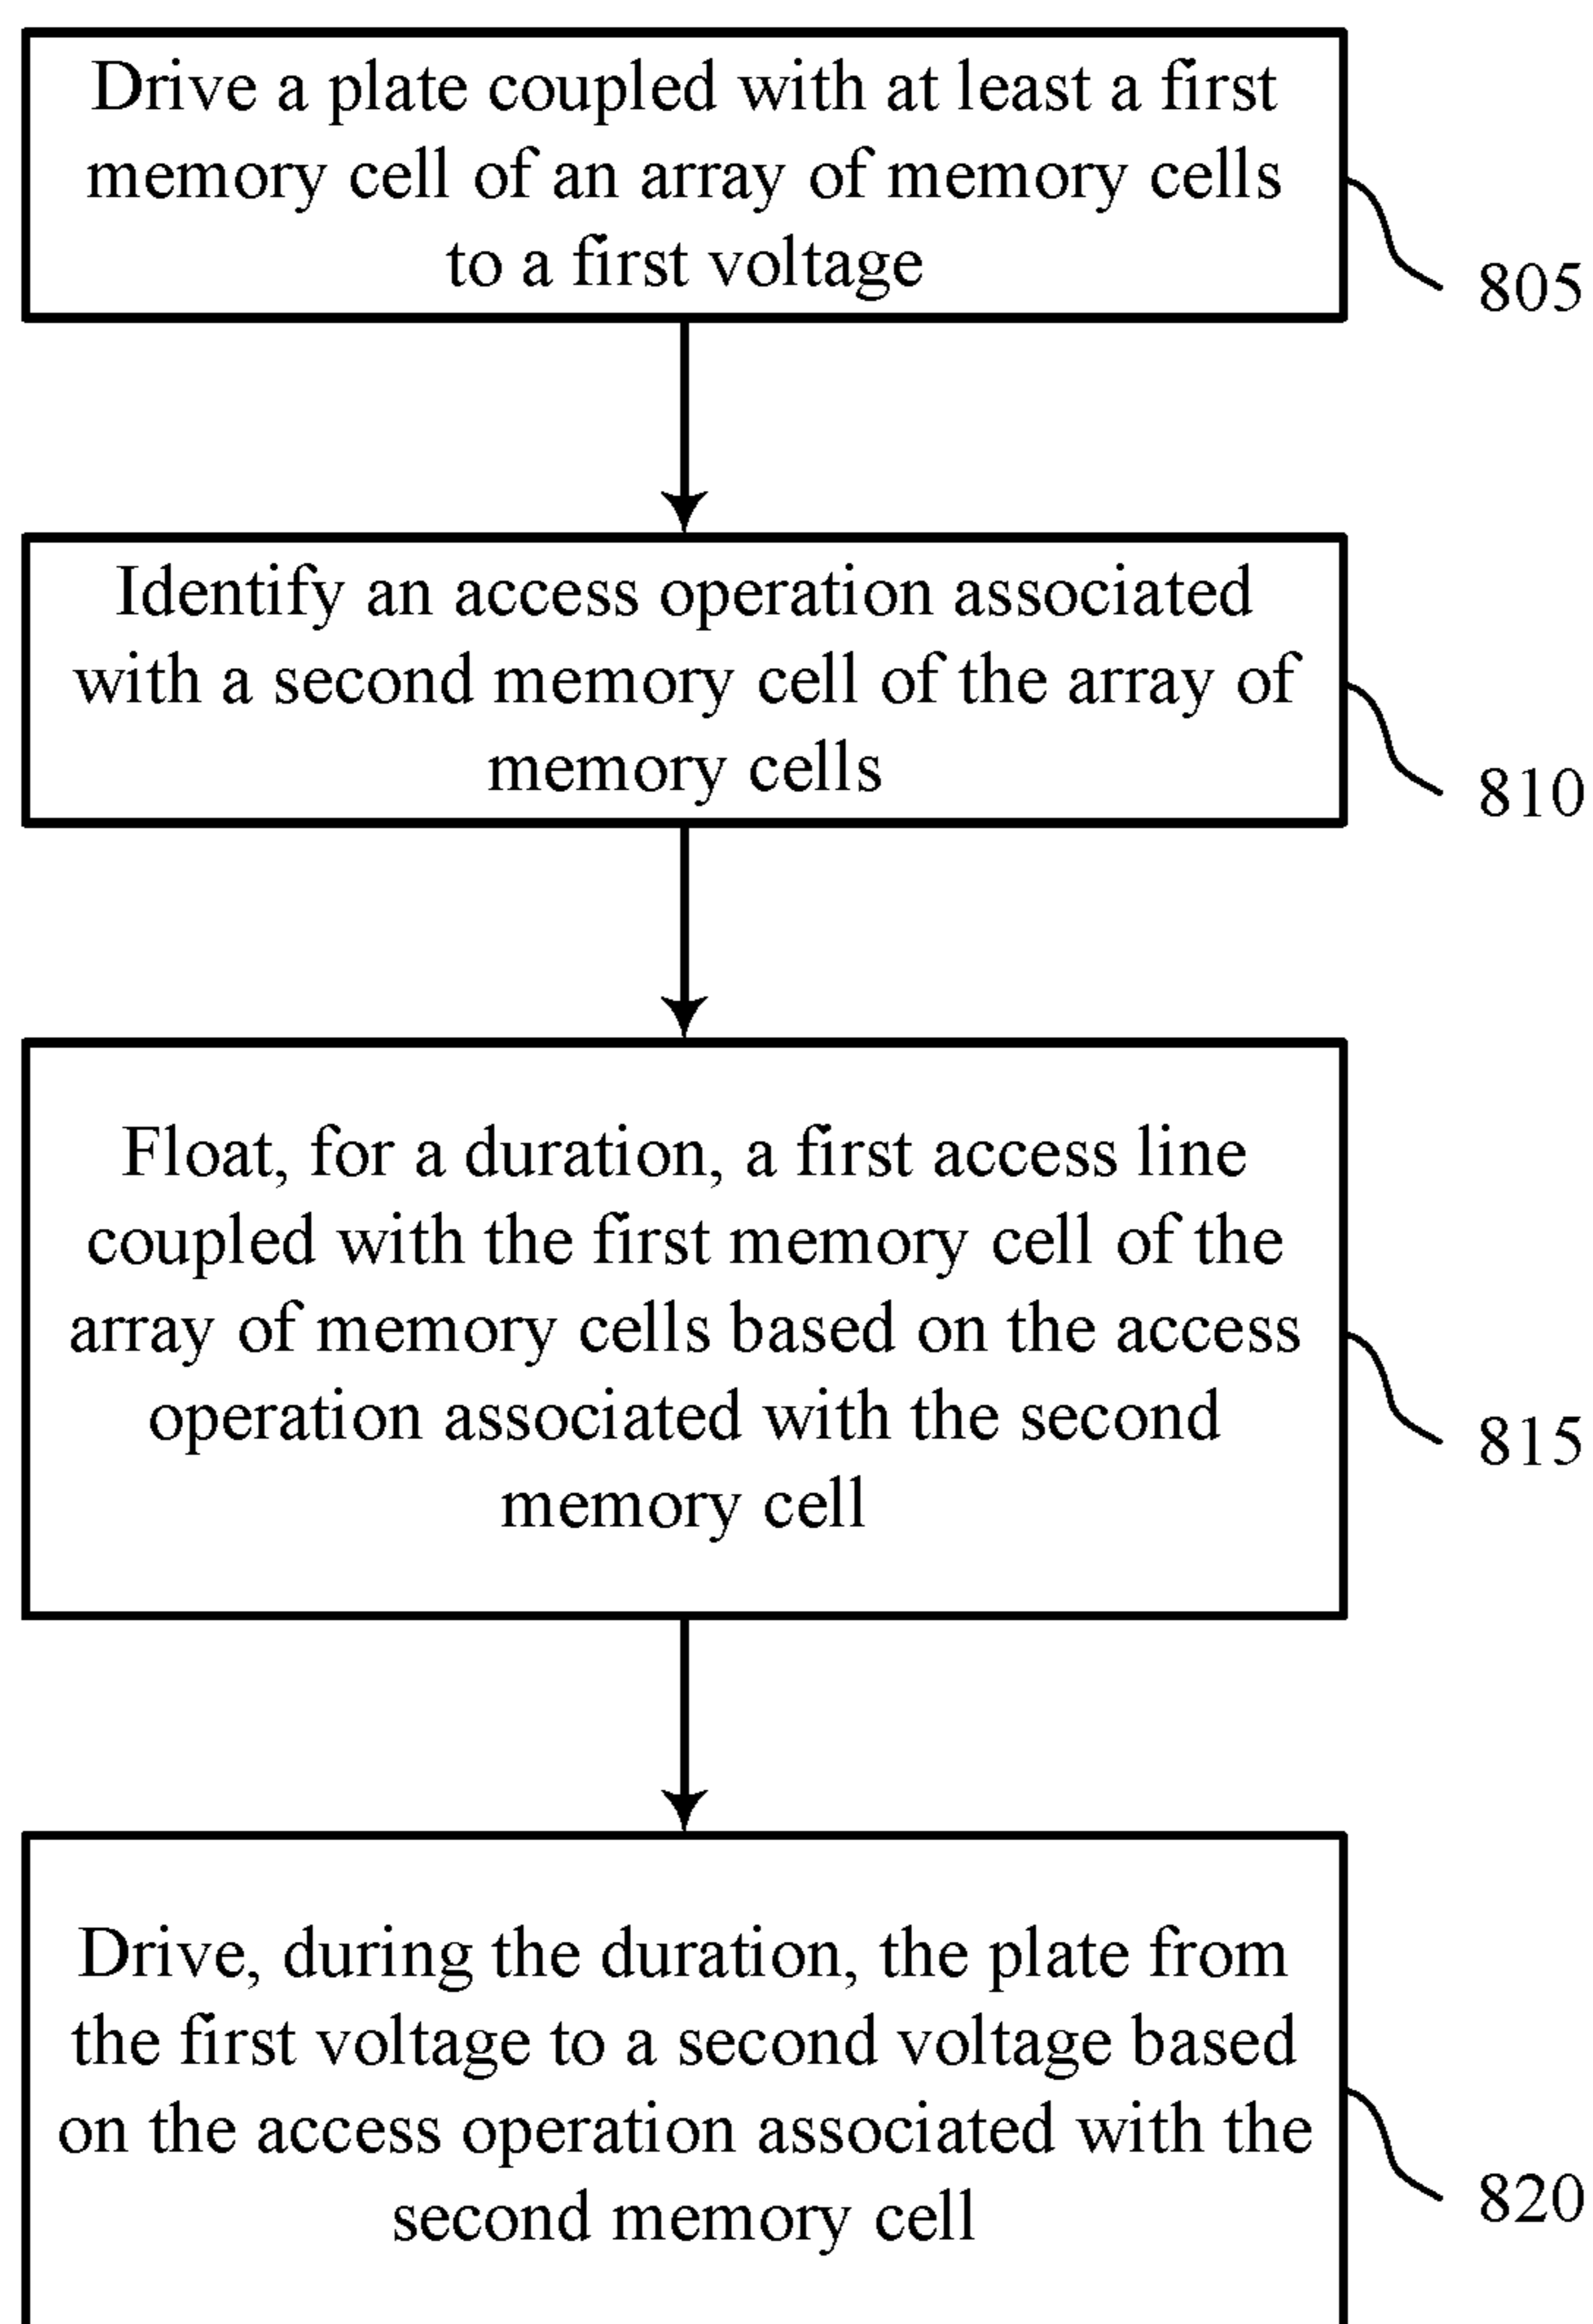 Drive a plate coupled with at least a first
memory cell of an array of memory cells
to a first voltage
805
Identify an access operation associated
with a second memory cell of the array of
memory cells
810
Float, for a duration, a first access line
coupled with the first memory cell of the
array of memory cells based on the access
operation associated with the second
memory cell
815
Drive, during the duration, the plate from
the first voltage to a second voltage based
on the access operation associated with the
second memory cell
820